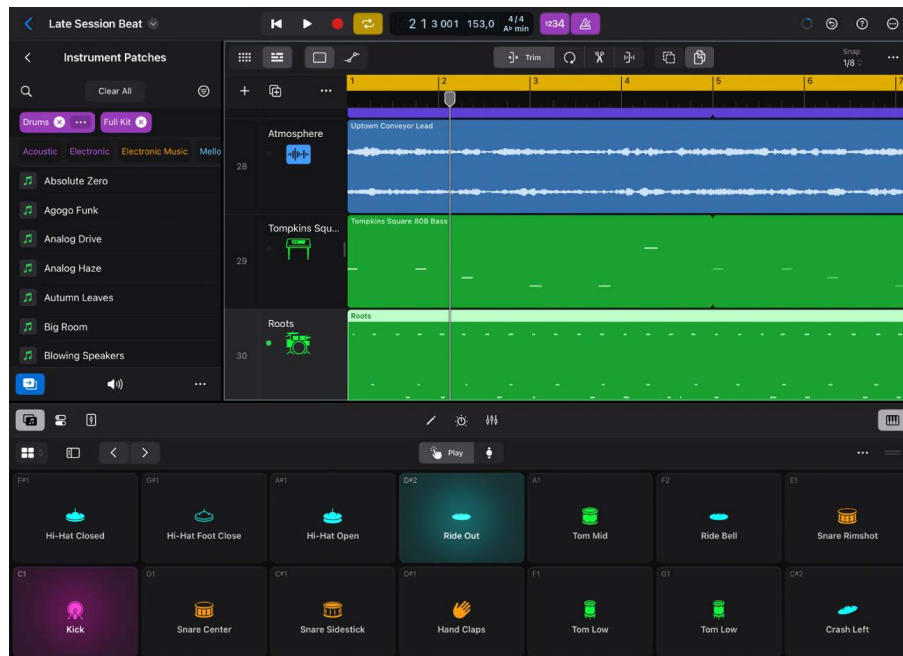 Late Session Beat
2 1 3 001 153,0 4/4 A♭ min
1234
Instrument Patches
Trim
Snap
1/8
Clear All
1 2 3 4 5 6 7
Drums Full Kit
Acoustic Electronic Electronic Music Mello
Absolute Zero
Agogo Funk
Analog Drive
Analog Haze
Autumn Leaves
Big Room
Blowing Speakers
28 Atmosphere
Uptown Conveyor Lead
29 Tompkins Squ...
Tompkins Square 808 Bass
30 Roots
Roots
Play
F#1 G#1 A#1 D#2 A1 F2 E1
Hi-Hat Closed Hi-Hat Foot Close Hi-Hat Open Ride Out Tom Mid Ride Bell Snare Rimshot
C1 D1 C#1 D#1 F1 G1 C#2
Kick Snare Center Snare Sidestick Hand Claps Tom Low Tom Low Crash Left